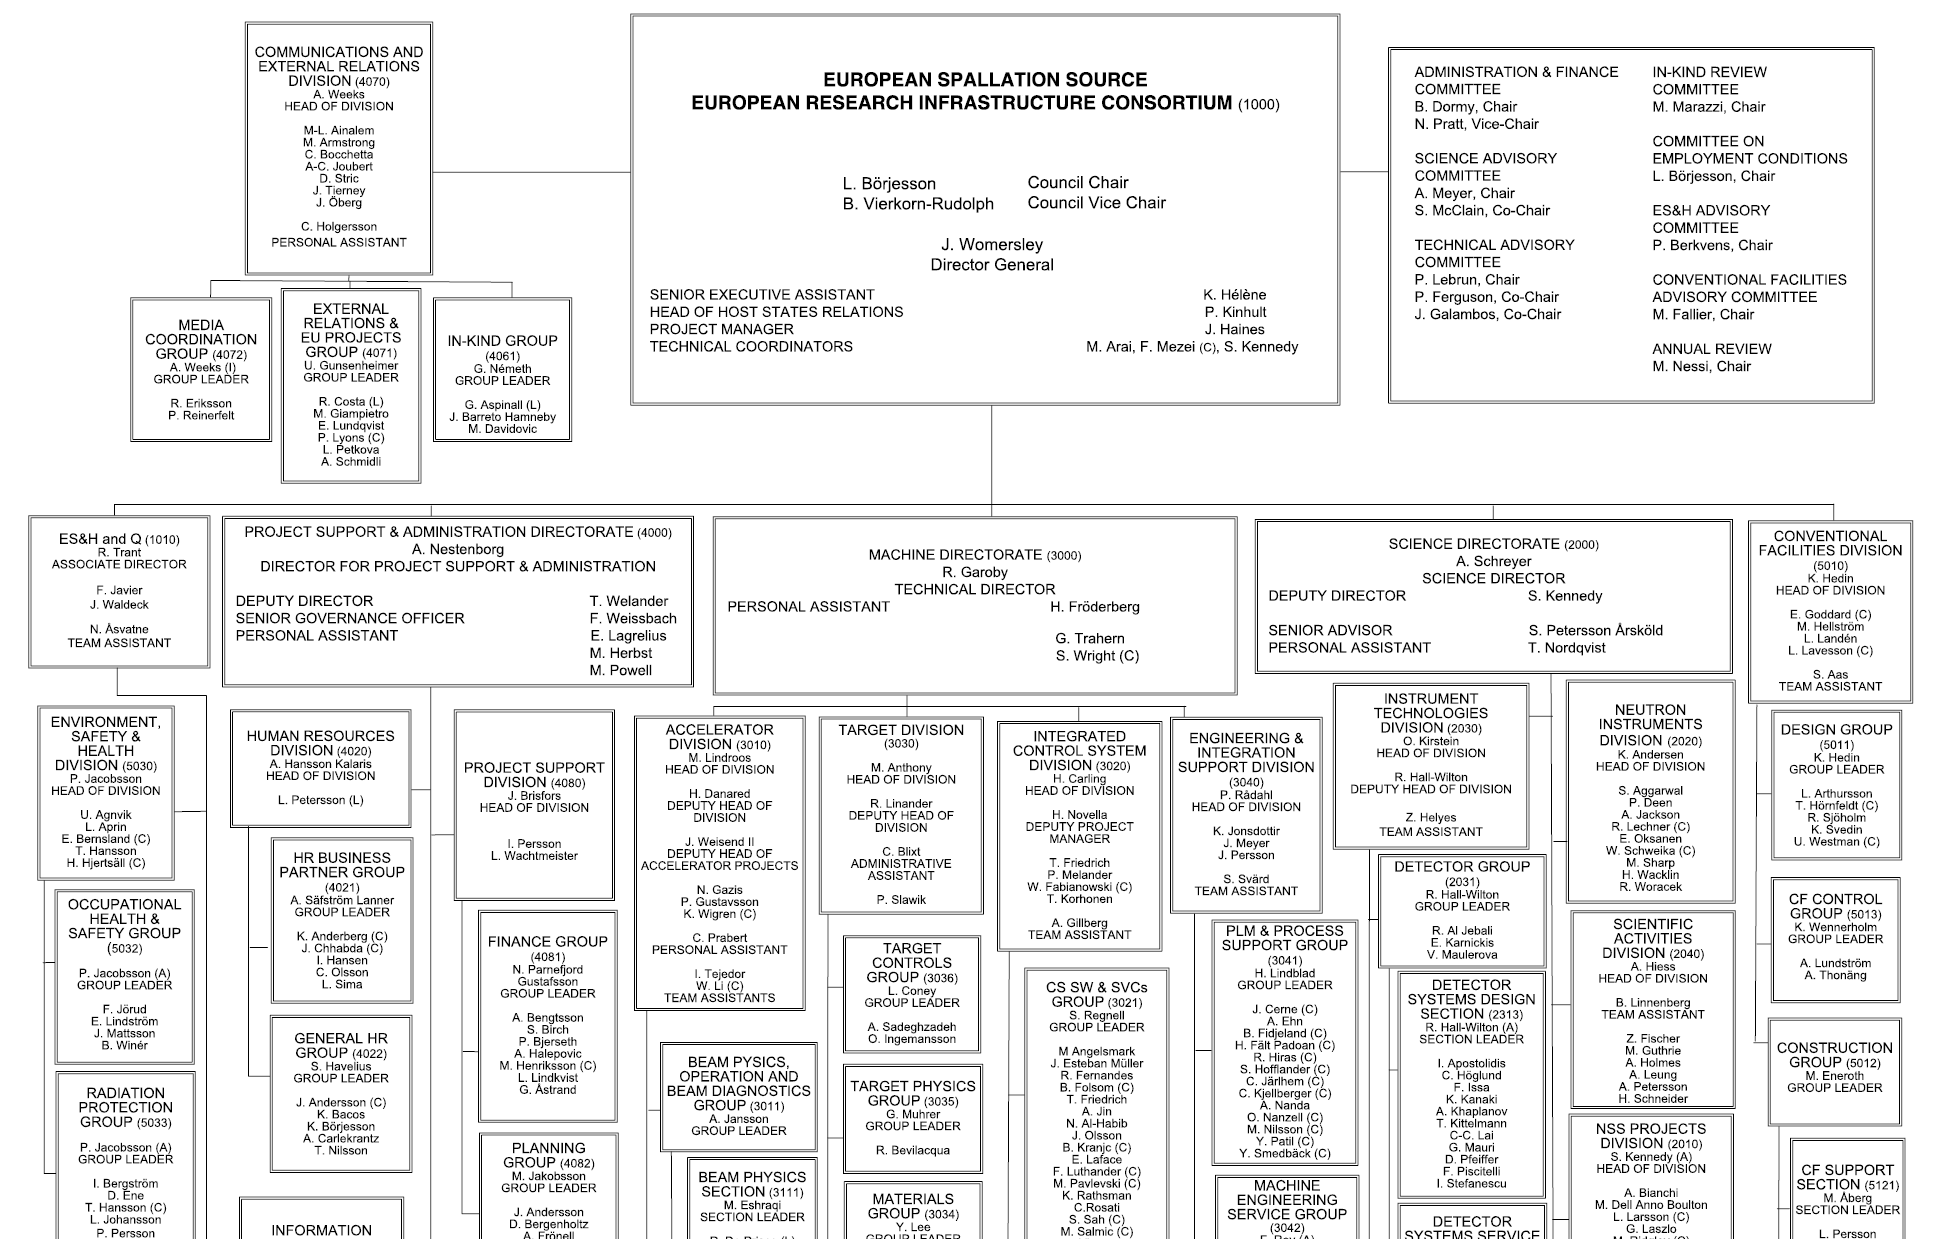 COMMUNICATIONS AND
EXTERNAL RELATIONS
DIVISION (4070)
A. Weeks
HEAD OF DIVISION
M-L. Ainalem
M. Armstrong
C. Bocchetta
A-C. Joubert
D. Stric
J. Tierney
J. Öberg
C. Holgersson
PERSONAL ASSISTANT
EUROPEAN SPALLATION SOURCE
EUROPEAN RESEARCH INFRASTRUCTURE CONSORTIUM (1000)
L. Börjesson Council Chair
B. Vierkorn-Rudolph Council Vice Chair
J. Womersley
Director General
SENIOR EXECUTIVE ASSISTANT K. Hélène
HEAD OF HOST STATES RELATIONS P. Kinhult
PROJECT MANAGER J. Haines
TECHNICAL COORDINATORS M. Arai, F. Mezei (C), S. Kennedy
ADMINISTRATION & FINANCE
COMMITTEE
B. Dormy, Chair
N. Pratt, Vice-Chair
SCIENCE ADVISORY
COMMITTEE
A. Meyer, Chair
S. McClain, Co-Chair
TECHNICAL ADVISORY
COMMITTEE
P. Lebrun, Chair
P. Ferguson, Co-Chair
J. Galambos, Co-Chair
IN-KIND REVIEW
COMMITTEE
M. Marazzi, Chair
COMMITTEE ON
EMPLOYMENT CONDITIONS
L. Börjesson, Chair
ES&H ADVISORY
COMMITTEE
P. Berkvens, Chair
CONVENTIONAL FACILITIES
ADVISORY COMMITTEE
M. Fallier, Chair
ANNUAL REVIEW
M. Nessi, Chair
MEDIA
COORDINATION
GROUP (4072)
A. Weeks (I)
GROUP LEADER
R. Eriksson
P. Reinerfelt
EXTERNAL
RELATIONS &
EU PROJECTS
GROUP (4071)
U. Gunsenheimer
GROUP LEADER
R. Costa (L)
M. Giampietro
E. Lundqvist
P. Lyons (C)
L. Petkova
A. Schmidli
IN-KIND GROUP
(4061)
G. Németh
GROUP LEADER
G. Aspinall (L)
J. Barreto Hamneby
M. Davidovic
ES&H and Q (1010)
R. Trant
ASSOCIATE DIRECTOR
F. Javier
J. Waldeck
N. Åsvatne
TEAM ASSISTANT
PROJECT SUPPORT & ADMINISTRATION DIRECTORATE (4000)
A. Nestenborg
DIRECTOR FOR PROJECT SUPPORT & ADMINISTRATION
DEPUTY DIRECTOR T. Welander
SENIOR GOVERNANCE OFFICER F. Weissbach
PERSONAL ASSISTANT E. Lagrelius
M. Herbst
M. Powell
MACHINE DIRECTORATE (3000)
R. Garoby
TECHNICAL DIRECTOR
PERSONAL ASSISTANT H. Fröderberg
G. Trahern
S. Wright (C)
SCIENCE DIRECTORATE (2000)
A. Schreyer
SCIENCE DIRECTOR
DEPUTY DIRECTOR S. Kennedy
SENIOR ADVISOR S. Petersson Årsköld
PERSONAL ASSISTANT T. Nordqvist
CONVENTIONAL
FACILITIES DIVISION
(5010)
K. Hedin
HEAD OF DIVISION
E. Goddard (C)
M. Hellström
L. Landén
L. Lavesson (C)
S. Aas
TEAM ASSISTANT
ENVIRONMENT,
SAFETY &
HEALTH
DIVISION (5030)
P. Jacobsson
HEAD OF DIVISION
U. Agnvik
L. Aprin
E. Bernsland (C)
T. Hansson
H. Hjertsäll (C)
OCCUPATIONAL
HEALTH &
SAFETY GROUP
(5032)
P. Jacobsson (A)
GROUP LEADER
F. Jörud
E. Lindström
J. Mattsson
B. Winér
RADIATION
PROTECTION
GROUP (5033)
P. Jacobsson (A)
GROUP LEADER
I. Bergström
D. Ene
T. Hansson (C)
L. Johansson
P. Persson
HUMAN RESOURCES
DIVISION (4020)
A. Hansson Kalaris
HEAD OF DIVISION
L. Petersson (L)
HR BUSINESS
PARTNER GROUP
(4021)
A. Säfström Lanner
GROUP LEADER
K. Anderberg (C)
J. Chhabda (C)
I. Hansen
C. Olsson
L. Sima
GENERAL HR
GROUP (4022)
S. Havelius
GROUP LEADER
J. Andersson (C)
K. Bacos
K. Börjesson
A. Carlekrantz
T. Nilsson
INFORMATION
PROJECT SUPPORT
DIVISION (4080)
J. Brisfors
HEAD OF DIVISION
I. Persson
L. Wachtmeister
FINANCE GROUP
(4081)
N. Parnefjord
Gustafsson
GROUP LEADER
A. Bengtsson
S. Birch
P. Bjerseth
A. Halepovic
M. Henriksson (C)
L. Lindkvist
G. Åstrand
PLANNING
GROUP (4082)
M. Jakobsson
GROUP LEADER
J. Andersson
D. Bergenholtz
A. Frönell
ACCELERATOR
DIVISION (3010)
M. Lindroos
HEAD OF DIVISION
H. Danared
DEPUTY HEAD OF
DIVISION
J. Weisend II
DEPUTY HEAD OF
ACCELERATOR PROJECTS
N. Gazis
P. Gustavsson
K. Wigren (C)
C. Prabert
PERSONAL ASSISTANT
I. Tejedor
W. Li (C)
TEAM ASSISTANTS
BEAM PYSICS,
OPERATION AND
BEAM DIAGNOSTICS
GROUP (3011)
A. Jansson
GROUP LEADER
BEAM PHYSICS
SECTION (3111)
M. Eshraqi
SECTION LEADER
TARGET DIVISION
(3030)
M. Anthony
HEAD OF DIVISION
R. Linander
DEPUTY HEAD OF
DIVISION
C. Blixt
ADMINISTRATIVE
ASSISTANT
P. Slawik
TARGET
CONTROLS
GROUP (3036)
L. Coney
GROUP LEADER
A. Sadeghzadeh
O. Ingemansson
TARGET PHYSICS
GROUP (3035)
G. Muhrer
GROUP LEADER
R. Bevilacqua
MATERIALS
GROUP (3034)
Y. Lee
GROUP LEADER
INTEGRATED
CONTROL SYSTEM
DIVISION (3020)
H. Carling
HEAD OF DIVISION
H. Novella
DEPUTY PROJECT
MANAGER
T. Friedrich
P. Melander
W. Fabianowski (C)
T. Korhonen
A. Gillberg
TEAM ASSISTANT
CS SW & SVCs
GROUP (3021)
S. Regnell
GROUP LEADER
M Angelsmark
J. Esteban Müller
R. Fernandes
B. Folsom (C)
T. Friedrich
A. Jin
N. Al-Habib
J. Olsson
B. Kranjc (C)
E. Laface
F. Luthander (C)
M. Pavlevski (C)
K. Rathsman
C.Rosati
S. Sah (C)
M. Salmic (C)
ENGINEERING &
INTEGRATION
SUPPORT DIVISION
(3040)
P. Rådahl
HEAD OF DIVISION
K. Jonsdottir
J. Meyer
J. Persson
S. Svärd
TEAM ASSISTANT
PLM & PROCESS
SUPPORT GROUP
(3041)
H. Lindblad
GROUP LEADER
J. Cerne (C)
A. Ehn
B. Fidjeland (C)
H. Fält Padoan (C)
R. Hiras (C)
S. Hofflander (C)
C. Järlhem (C)
C. Kjellberger (C)
A. Nanda
O. Nanzell (C)
M. Nilsson (C)
Y. Patil (C)
Y. Smedbäck (C)
MACHINE
ENGINEERING
SERVICE GROUP
(3042)
INSTRUMENT
TECHNOLOGIES
DIVISION (2030)
O. Kirstein
HEAD OF DIVISION
R. Hall-Wilton
DEPUTY HEAD OF DIVISION
Z. Helyes
TEAM ASSISTANT
DETECTOR GROUP
(2031)
R. Hall-Wilton
GROUP LEADER
R. Al Jebali
E. Karnickis
V. Maulerova
DETECTOR
SYSTEMS DESIGN
SECTION (2313)
R. Hall-Wilton (A)
SECTION LEADER
I. Apostolidis
C. Höglund
F. Issa
K. Kanaki
A. Khaplanov
T. Kittelmann
C-C. Lai
G. Mauri
D. Pfeiffer
F. Piscitelli
I. Stefanescu
DETECTOR
SYSTEMS SERVICE
NEUTRON
INSTRUMENTS
DIVISION (2020)
K. Andersen
HEAD OF DIVISION
S. Aggarwal
P. Deen
A. Jackson
R. Lechner (C)
E. Oksanen
W. Schweika (C)
M. Sharp
H. Wacklin
R. Woracek
SCIENTIFIC
ACTIVITIES
DIVISION (2040)
A. Hiess
HEAD OF DIVISION
B. Linnenberg
TEAM ASSISTANT
Z. Fischer
M. Guthrie
A. Holmes
A. Leung
A. Petersson
H. Schneider
NSS PROJECTS
DIVISION (2010)
S. Kennedy (A)
HEAD OF DIVISION
A. Bianchi
M. Dell Anno Boulton
L. Larsson (C)
G. Laszlo
DESIGN GROUP
(5011)
K. Hedin
GROUP LEADER
L. Arthursson
T. Hörnfeldt (C)
R. Sjöholm
K. Svedin
U. Westman (C)
CF CONTROL
GROUP (5013)
K. Wennerholm
GROUP LEADER
A. Lundström
A. Thonäng
CONSTRUCTION
GROUP (5012)
M. Eneroth
GROUP LEADER
CF SUPPORT
SECTION (5121)
M. Åberg
SECTION LEADER
L. Persson